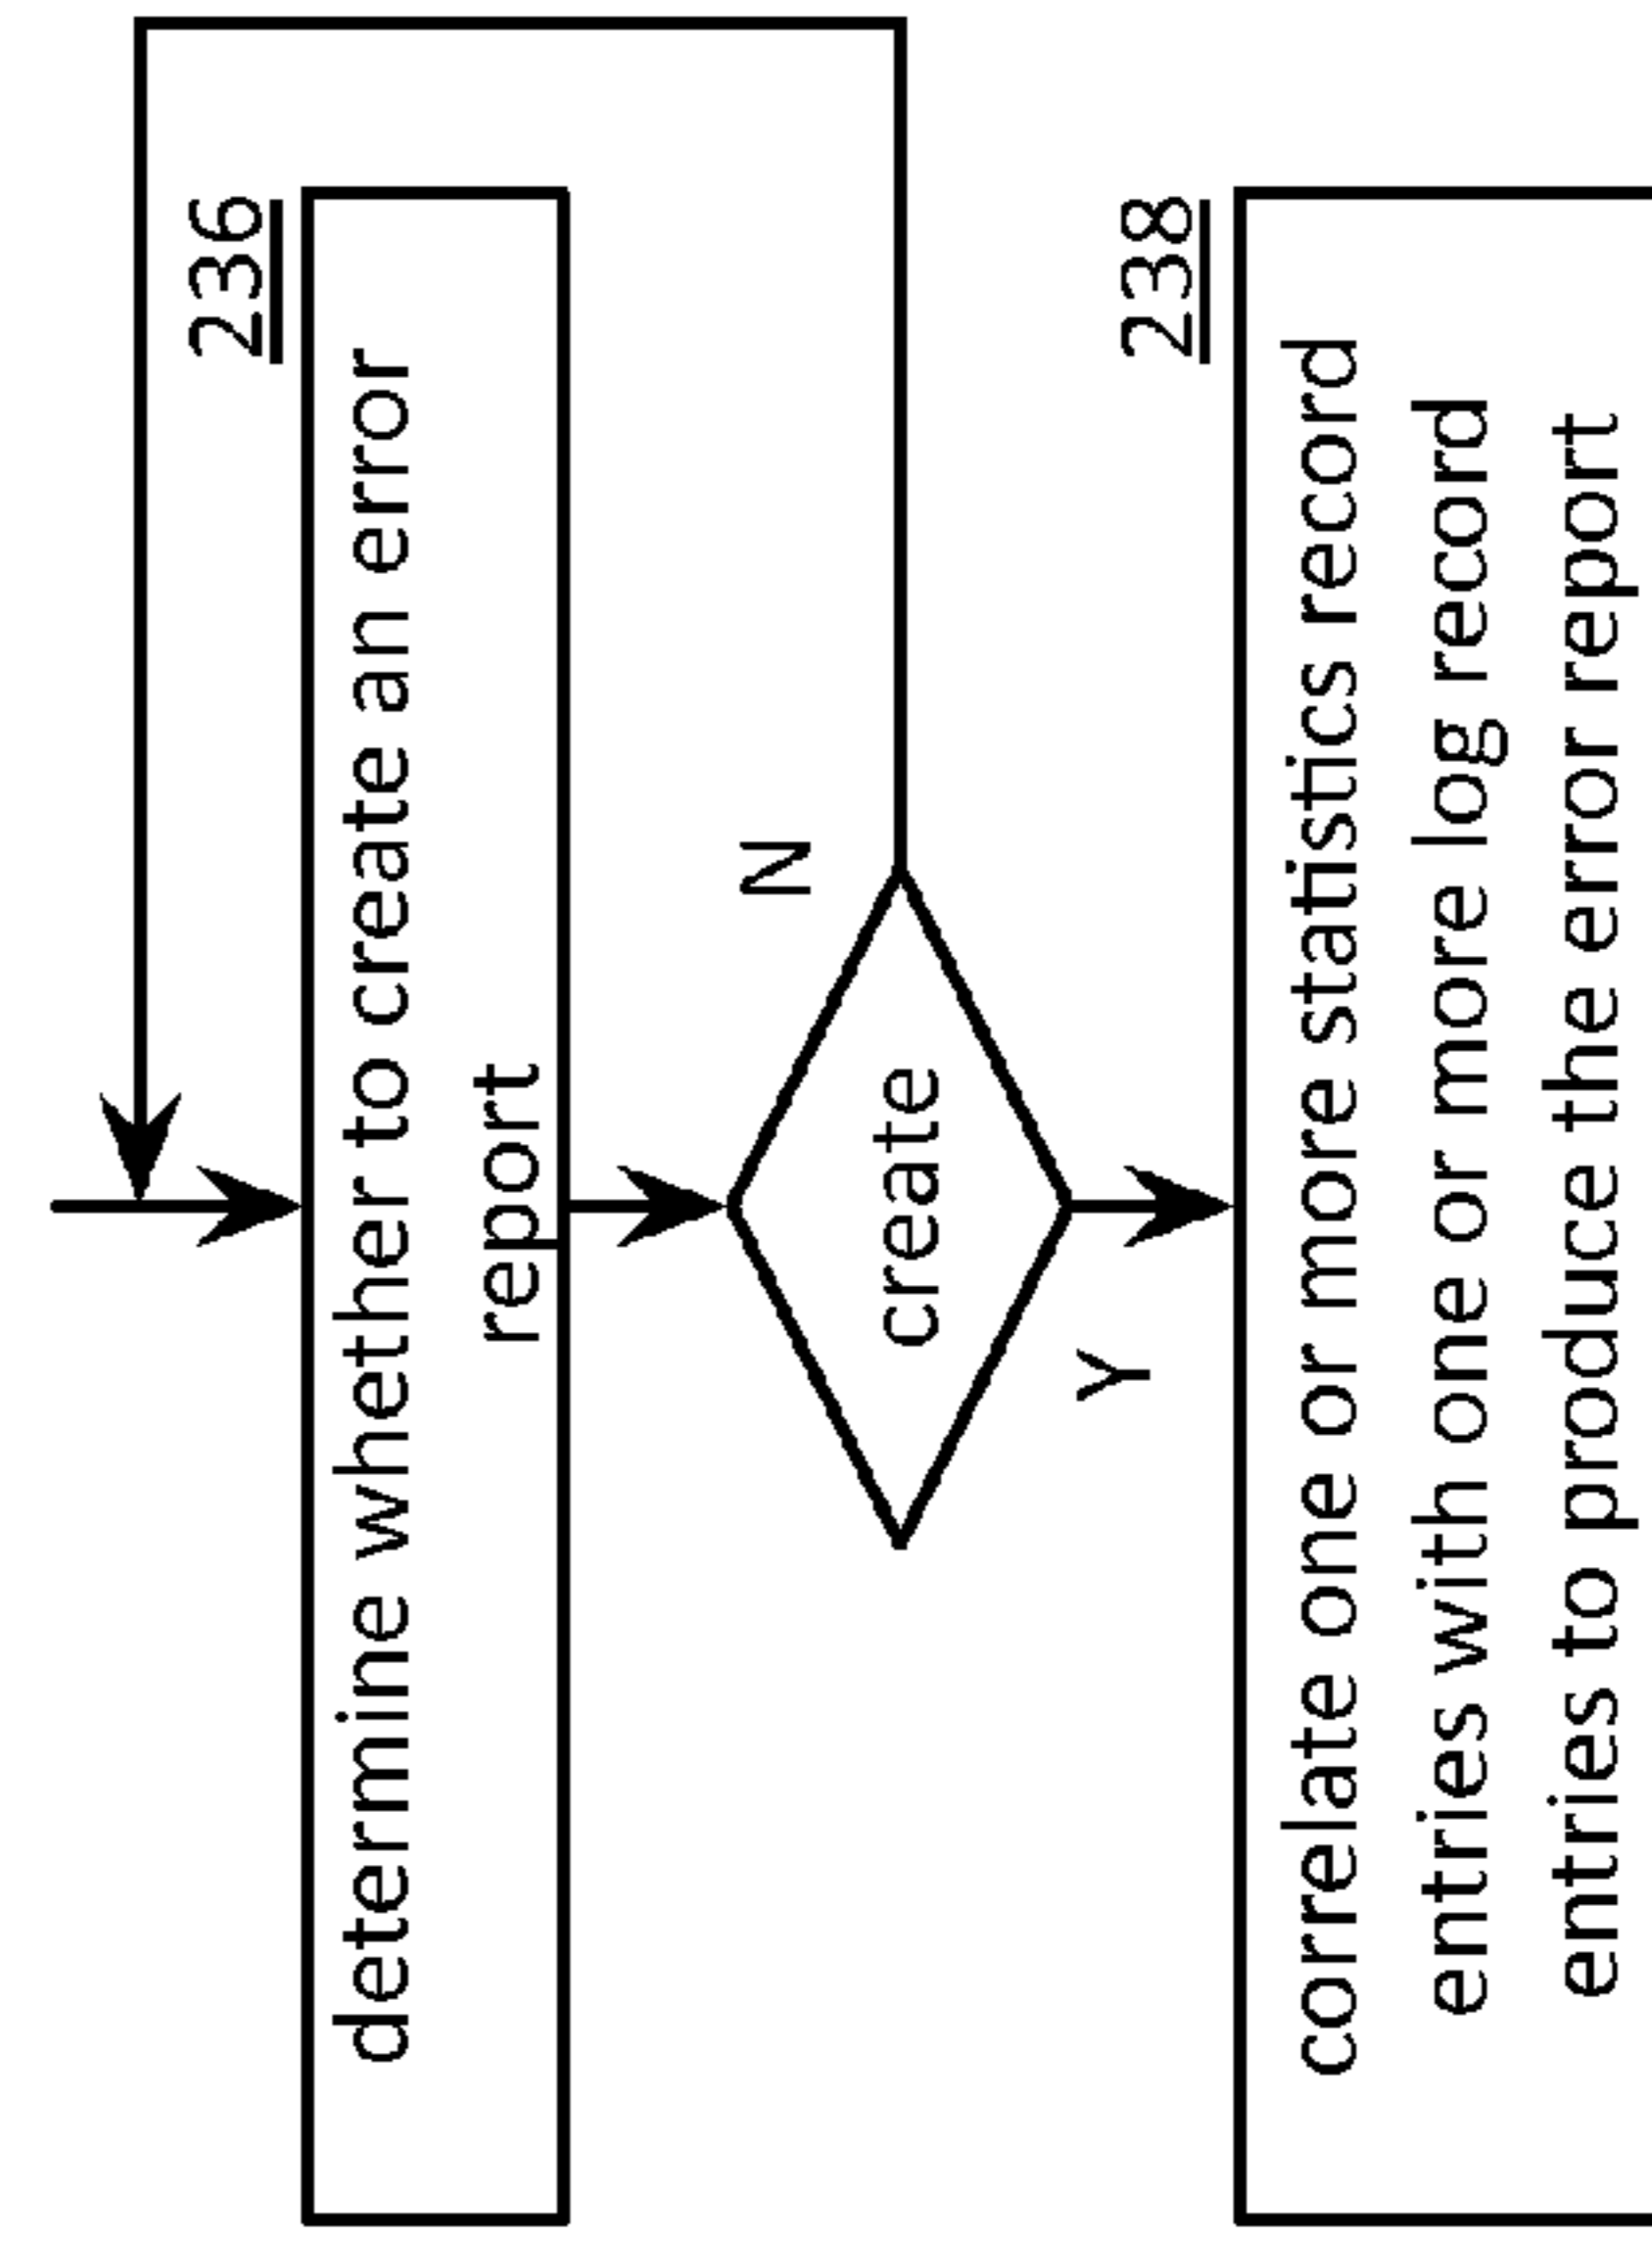 236
determine whether to create an error
report
N
create
Y
238
correlate one or more statistics record
entries with one or more log record
entries to produce the error report